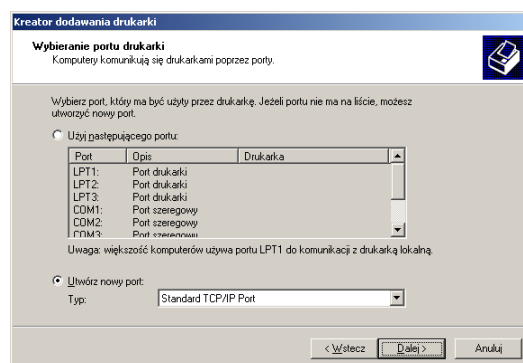 Kreator dodawania drukarki
Wybieranie portu drukarki
Komputery komunikują się drukarkami poprzez porty.
Wybierz port, który ma być użyty przez drukarkę. Jeżeli portu nie ma na liście, możesz
utworzyć nowy port.
Użyj następującego portu:
Port Opis Drukarka
LPT1: Port drukarki
LPT2: Port drukarki
LPT3: Port drukarki
COM1: Port szeregowy
COM2: Port szeregowy
COM3: Port szeregowy
Uwaga: większość komputerów używa portu LPT1 do komunikacji z drukarką lokalną.
Utwórz nowy port:
Typ: Standard TCP/IP Port
< Wstecz Dalej > Anuluj